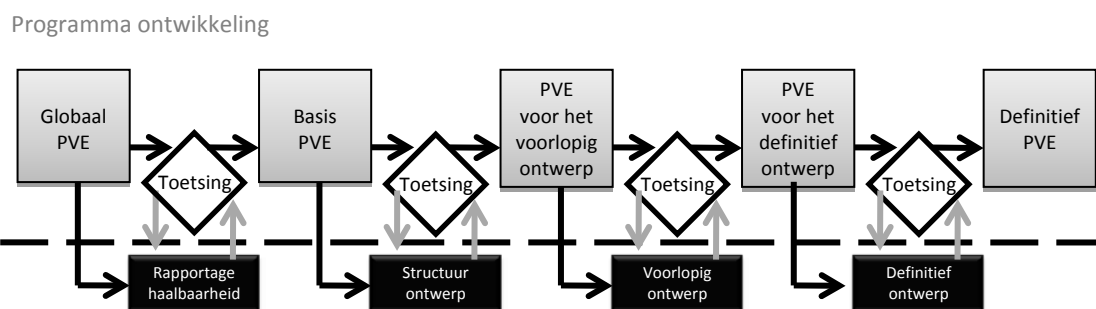 Programma ontwikkeling
Globaal
PVE
Toetsing
Basis
PVE
Toetsing
PVE
voor het
voorlopig
ontwerp
Toetsing
PVE
voor het
definitief
ontwerp
Toetsing
Definitief
PVE
Rapportage
haalbaarheid
Structuur
ontwerp
Voorlopig
ontwerp
Definitief
ontwerp